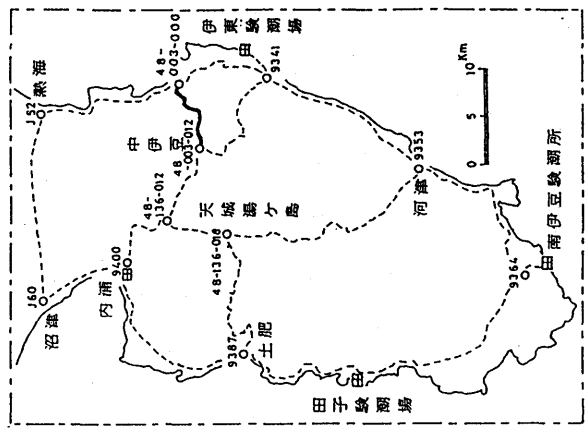 J52
熱海
48-
003-000
伊東験潮場
9341
中伊豆
48
-003-012
48-
136-012
天城湯ケ島
48-136-018
J60
沼津
内浦
9400
9387
土肥
田子験潮場
9353
河津
9364
南伊豆験潮所
0
5
10 Km